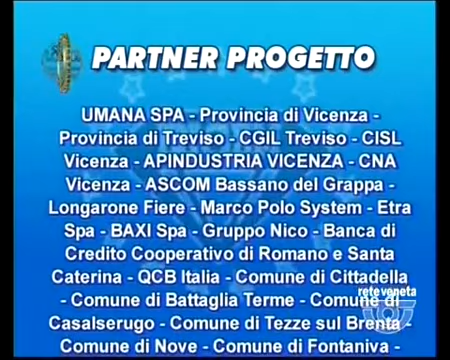 PARTNER PROGETTO
UMANA SPA - Provincia di Vicenza -
Provincia di Treviso - CGIL Treviso - CISL
Vicenza - APINDUSTRIA VICENZA - CNA
Vicenza - ASCOM Bassano del Grappa -
Longarone Fiere - Marco Polo System - Etra
Spa - BAXI Spa - Gruppo Nico - Banca di
Credito Cooperativo di Romano e Santa
Caterina - QCB Italia - Comune di Cittadella
- Comune di Battaglia Terme - Comune di
reteveneta
Casalserugo - Comune di Tezze sul Brenta -
Comune di Nove - Comune di Fontaniva -